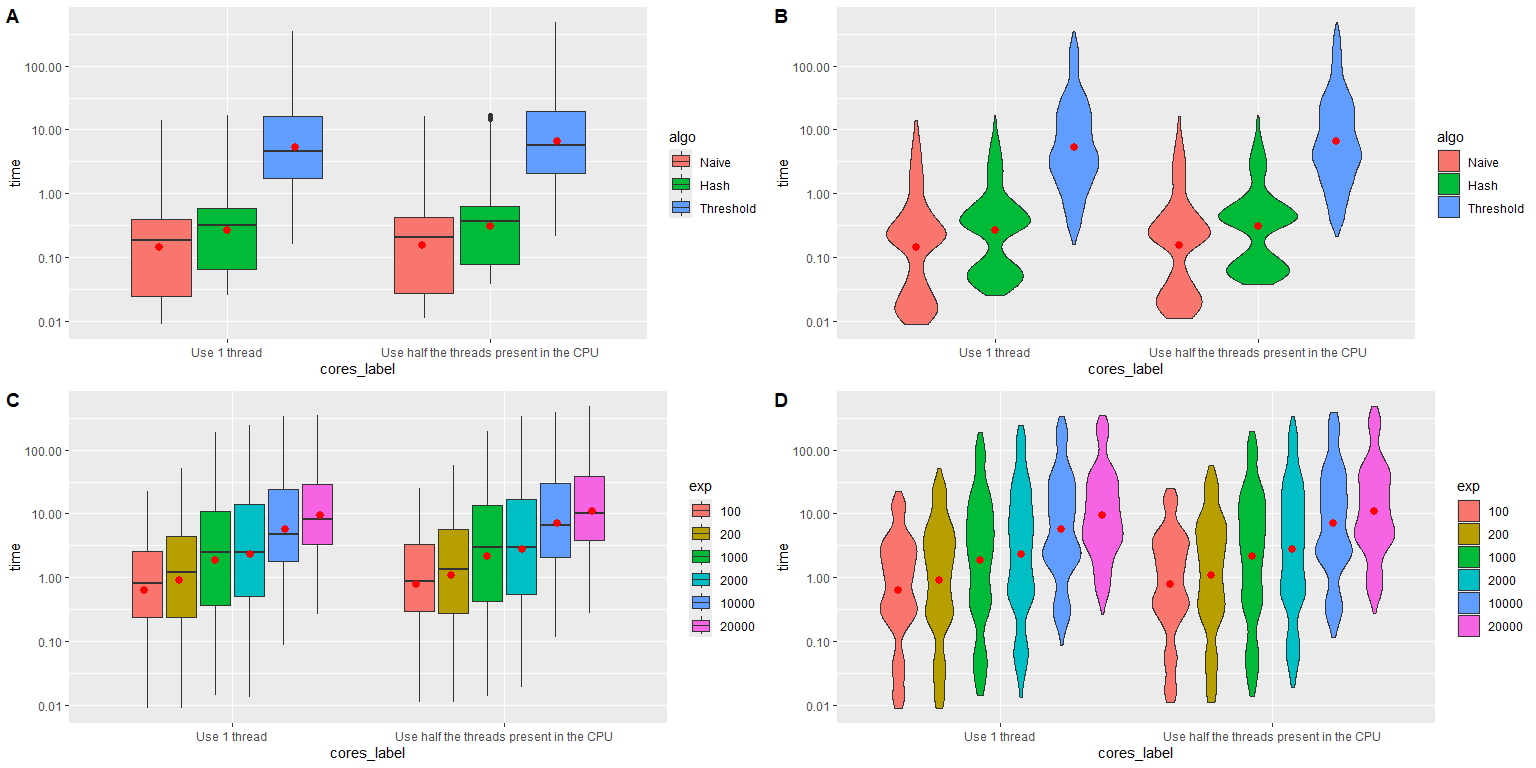 A
time
100.00
10.00
1.00
0.10
0.01
Use 1 thread
Use half the threads present in the CPU
cores_label
algo
Naive
Hash
Threshold
B
time
100.00
10.00
1.00
0.10
0.01
Use 1 thread
Use half the threads present in the CPU
cores_label
algo
Naive
Hash
Threshold
C
time
100.00
10.00
1.00
0.10
0.01
Use 1 thread
Use half the threads present in the CPU
cores_label
exp
100
200
1000
2000
10000
20000
D
time
100.00
10.00
1.00
0.10
0.01
Use 1 thread
Use half the threads present in the CPU
cores_label
exp
100
200
1000
2000
10000
20000